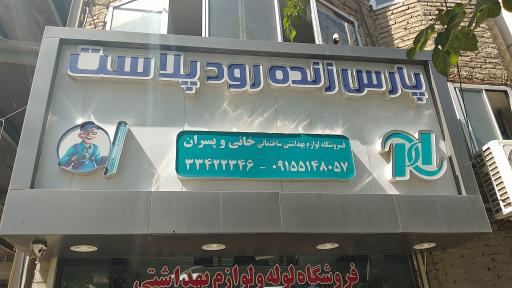 پارس زنده رود پلاست
فروشگاه لوازم بهداشتی ساختمانی خانی و پسران
۰۹۱۵۵۱۴۸۰۵۷ - ۳۳۴۲۲۳۴۶
فروشگاه لوله و لوازم بهداشتی